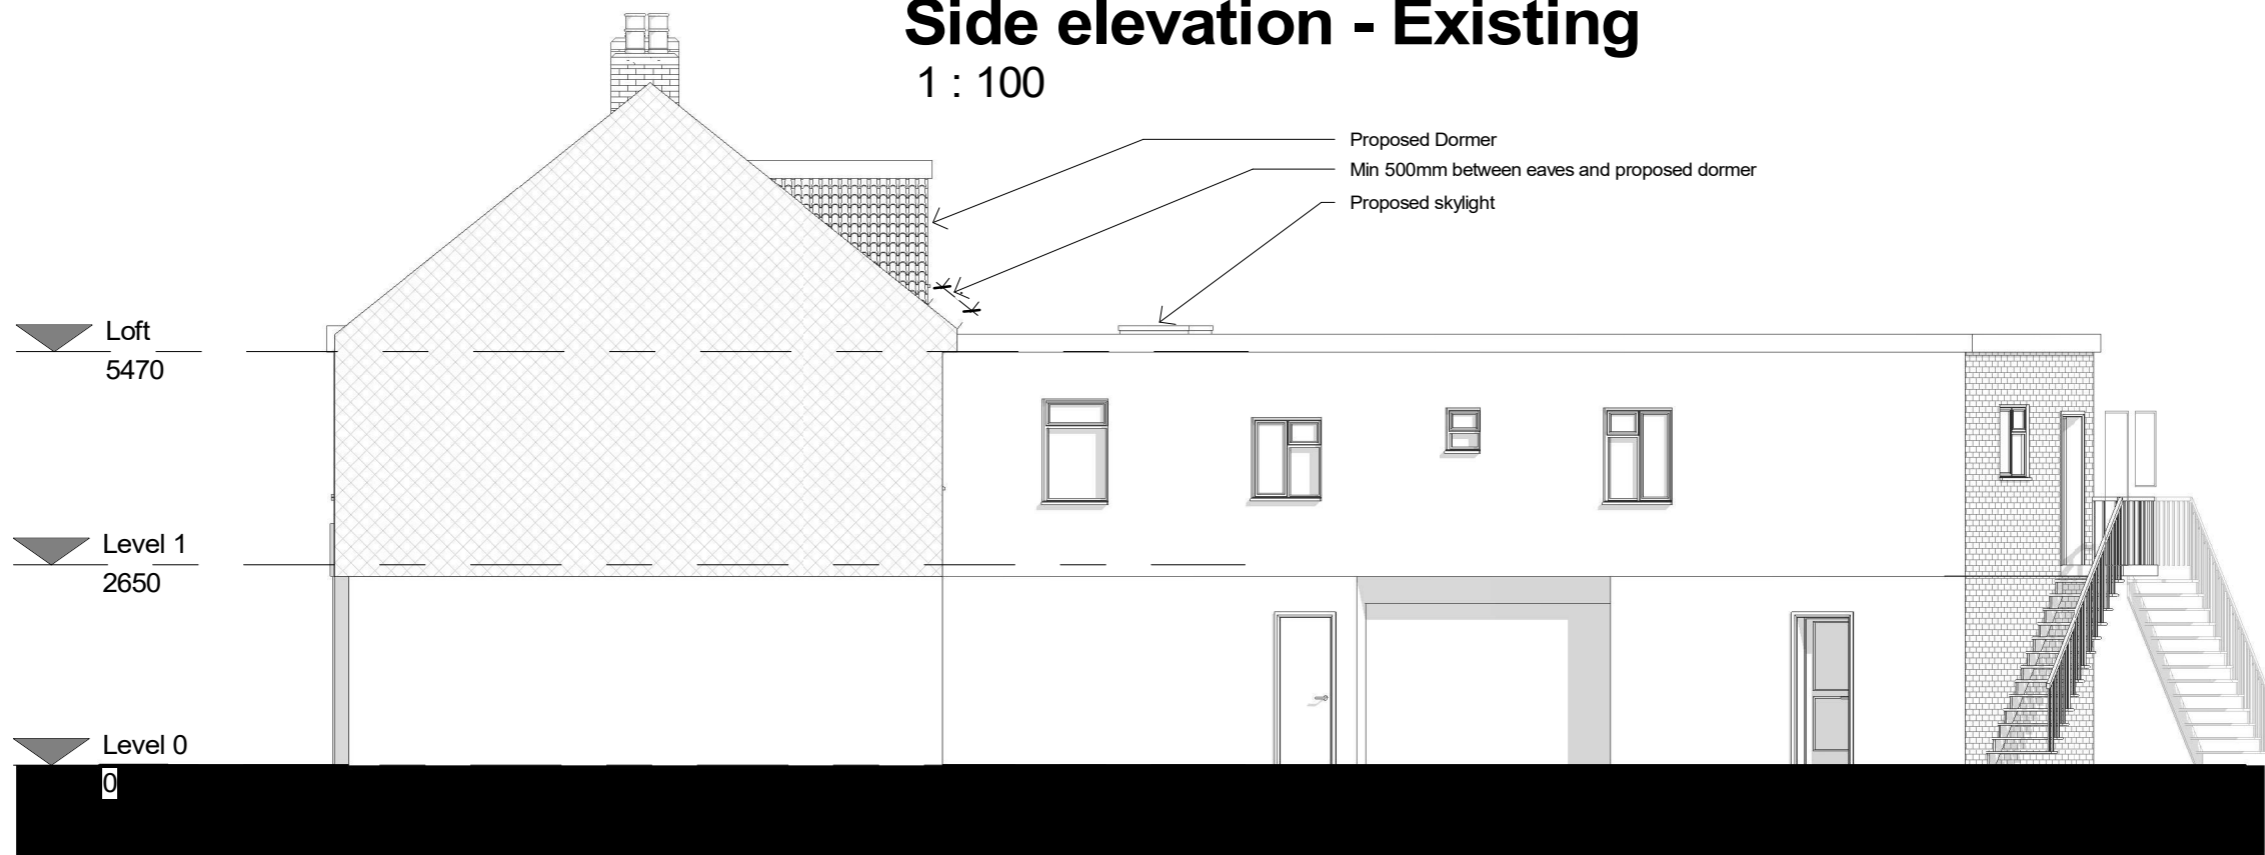 Side elevation - Existing
1 : 100
Proposed Dormer
Min 500mm between eaves and proposed dormer
Proposed skylight
Loft
5470
Level 1
2650
Level 0
0